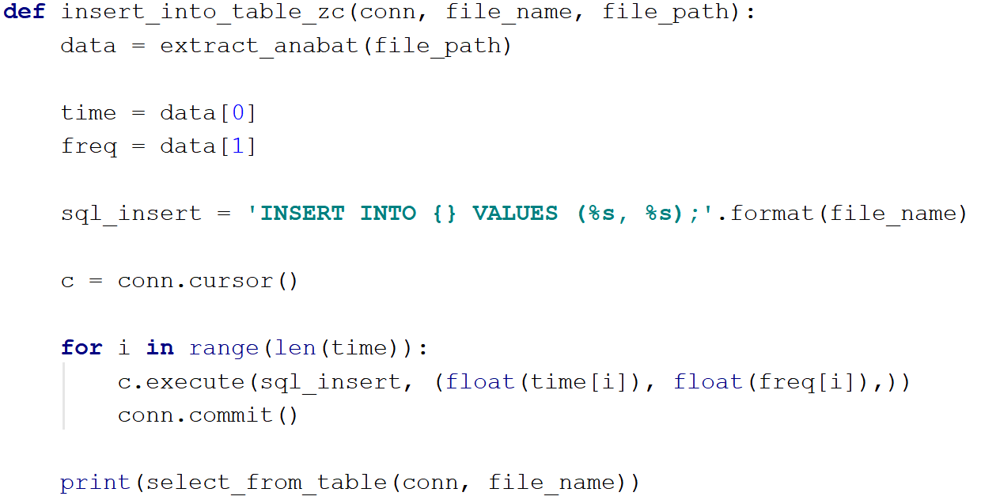 def insert_into_table_zc(conn, file_name, file_path):
    data = extract_anabat(file_path)
    time = data[0]
    freq = data[1]
    sql_insert = 'INSERT INTO {} VALUES (%s, %s);'.format(file_name)
    c = conn.cursor()
    for i in range(len(time)):
        c.execute(sql_insert, (float(time[i]), float(freq[i]),))
        conn.commit()
    print(select_from_table(conn, file_name))